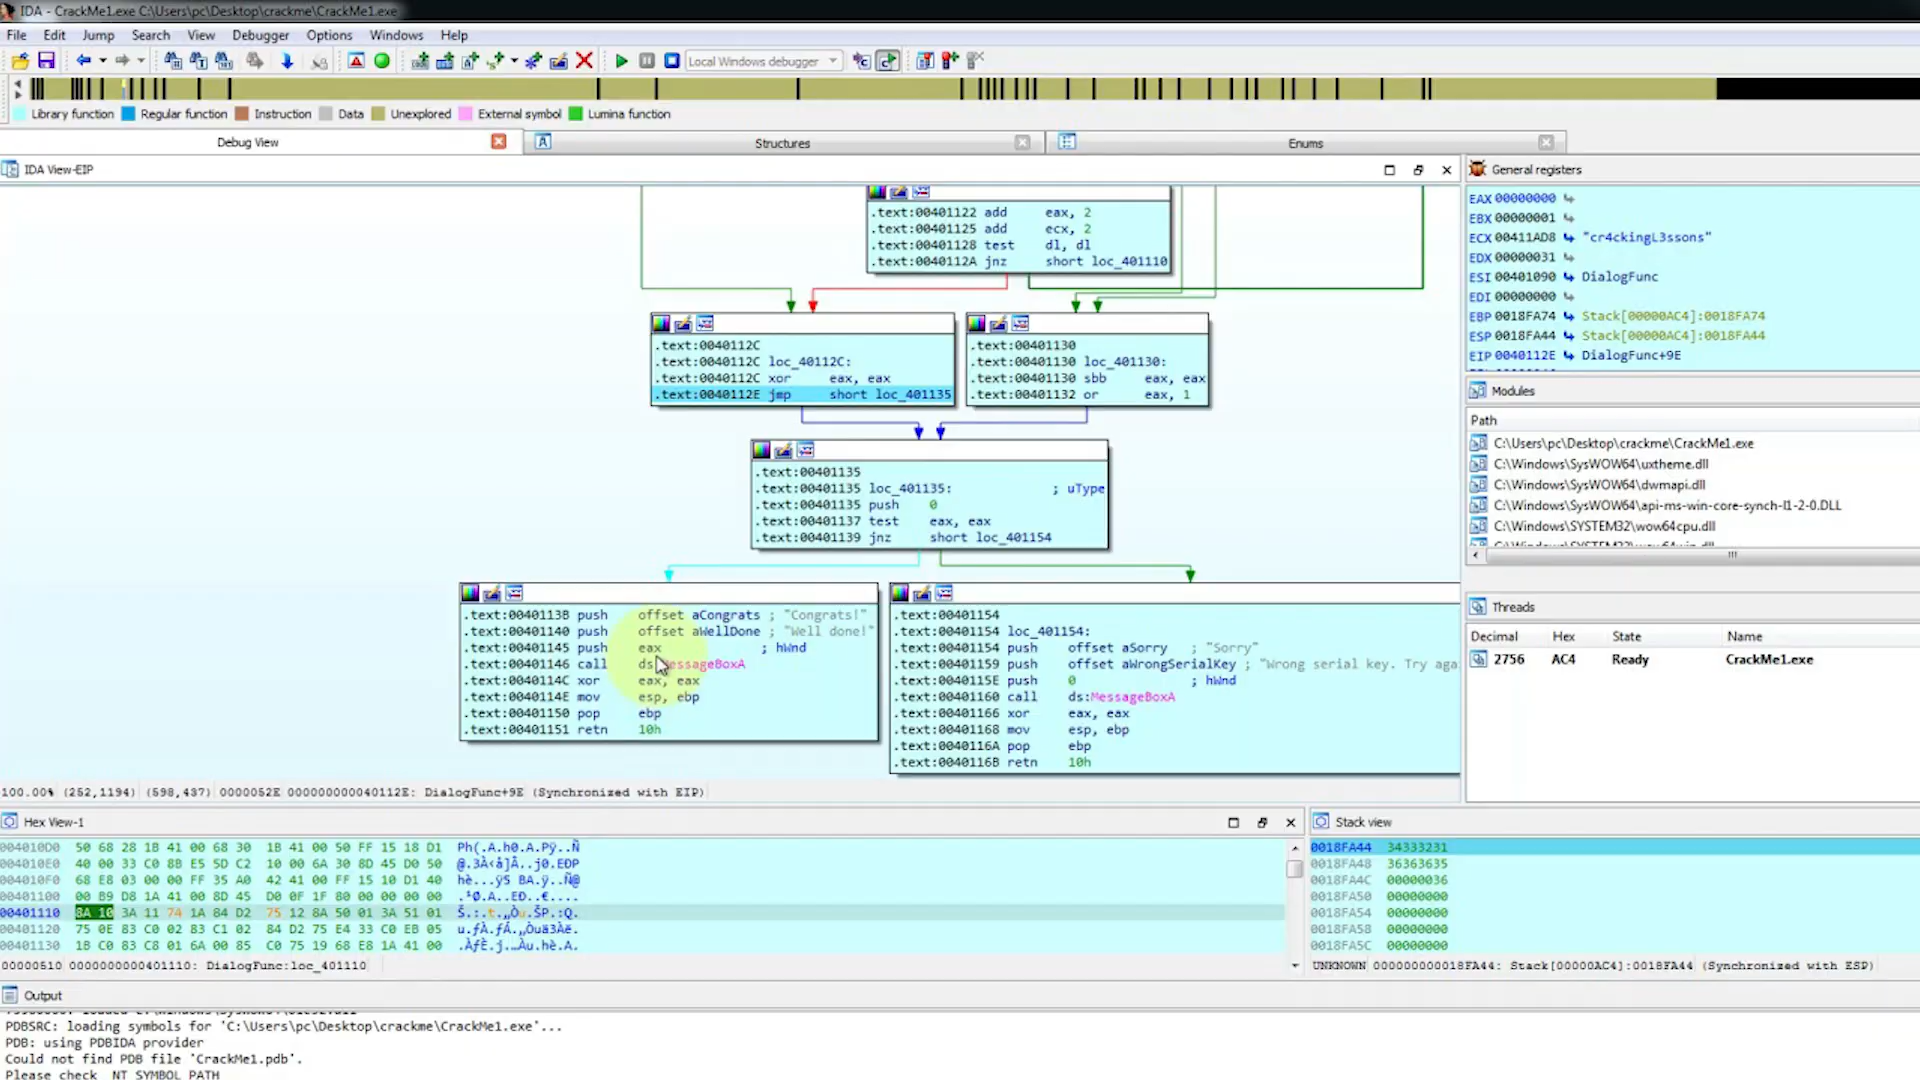 IDA - CrackMe1.exe C:\Users\pc\Desktop\crackme\CrackMe1.exe
File Edit Jump Search View Debugger Options Windows Help
Local Windows debugger
Library function Regular function Instruction Data Unexplored External symbol Lumina function
Debug View Structures Enums
IDA View-EIP
.text:00401122 add eax, 2
.text:00401125 add ecx, 2
.text:00401128 test dl, dl
.text:0040112A jnz short loc_401110
.text:0040112C
.text:0040112C loc_40112C:
.text:0040112C xor eax, eax
.text:0040112E jmp short loc_401135
.text:00401130
.text:00401130 loc_401130:
.text:00401130 sbb eax, eax
.text:00401132 or eax, 1
.text:00401135
.text:00401135 loc_401135: ; uType
.text:00401135 push 0
.text:00401137 test eax, eax
.text:00401139 jnz short loc_401154
.text:0040113B push offset aCongrats ; "Congrats!"
.text:00401140 push offset aWellDone ; "Well done!"
.text:00401145 push eax ; hWnd
.text:00401146 call ds:MessageBoxA
.text:0040114C xor eax, eax
.text:0040114E mov esp, ebp
.text:00401150 pop ebp
.text:00401151 retn 10h
.text:00401154
.text:00401154 loc_401154:
.text:00401154 push offset aSorry ; "Sorry"
.text:00401159 push offset aWrongSerialKey ; "Wrong serial key. Try aga
.text:0040115E push 0 ; hWnd
.text:00401160 call ds:MessageBoxA
.text:00401166 xor eax, eax
.text:00401168 mov esp, ebp
.text:0040116A pop ebp
.text:0040116B retn 10h
100.00% (252,1194) (598,437) 0000052E 000000000040112E: DialogFunc+9E (Synchronized with EIP)
General registers
EAX 00000000
EBX 00000001
ECX 00411AD8 "cr4ckingL3ssons"
EDX 00000031
ESI 00401090 DialogFunc
EDI 00000000
EBP 0018FA74 Stack[00000AC4]:0018FA74
ESP 0018FA44 Stack[00000AC4]:0018FA44
EIP 0040112E DialogFunc+9E
Modules
Path
C:\Users\pc\Desktop\crackme\CrackMe1.exe
C:\Windows\SysWOW64\uxtheme.dll
C:\Windows\SysWOW64\dwmapi.dll
C:\Windows\SysWOW64\api-ms-win-core-synch-l1-2-0.DLL
C:\Windows\SYSTEM32\wow64cpu.dll
Threads
Decimal Hex State Name
2756 AC4 Ready CrackMe1.exe
Hex View-1
004010D0 50 68 28 1B 41 00 68 30 1B 41 00 50 FF 15 18 D1 Ph(.A.h0.A.Pÿ..Ñ
004010E0 40 00 33 C0 8B E5 5D C2 10 00 6A 30 8D 45 D0 50 @.3À‹å]Â..j0.EÐP
004010F0 68 E8 03 00 00 FF 35 A0 42 41 00 FF 15 10 D1 40
00401100 00 B9 D8 1A 41 00 8D 45 D0 0F 1F 80 00 00 00 00 .¹Ø.A..EÐ..€....
00401110 8A 10 3A 11 74 1A 84 D2 75 12 8A 50 01 3A 51 01 Š.:.t.„Òu.ŠP.:Q.
00401120 75 0E 83 C0 02 83 C1 02 84 D2 75 E4 33 C0 EB 05 u.ƒÀ.ƒÁ.„Òuä3Àë.
00401130 1B C0 83 C8 01 6A 00 85 C0 75 19 68 E8 1A 41 00 .ÀƒÈ.j.…Àu.hè.A.
00000510 0000000000401110: DialogFunc:loc_401110
Stack view
0018FA44 34333231
0018FA48 36363635
0018FA4C 00000036
0018FA50 00000000
0018FA54 00000000
0018FA58 00000000
0018FA5C 00000000
UNKNOWN 000000000018FA44: Stack[00000AC4]:0018FA44 (Synchronized with ESP)
Output
PDBSRC: loading symbols for 'C:\Users\pc\Desktop\crackme\CrackMe1.exe'...
PDB: using PDBIDA provider
Could not find PDB file 'CrackMe1.pdb'.
Please check _NT_SYMBOL_PATH